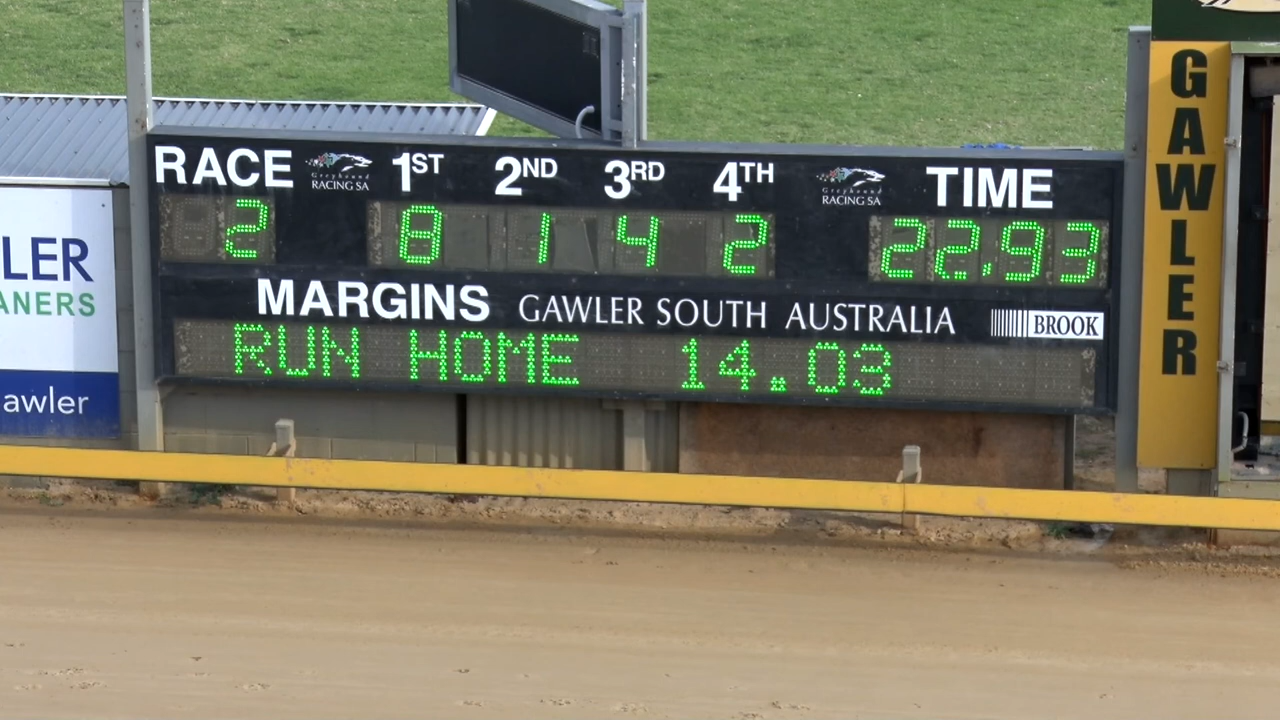 RACE Greyhound RACING SA 1ST 2ND 3RD 4TH Greyhound RACING SA TIME
2 8 1 4 2 22.93
MARGINS GAWLER SOUTH AUSTRALIA BROOK
RUN HOME 14.03
LER
ANERS
awler
GAWLER